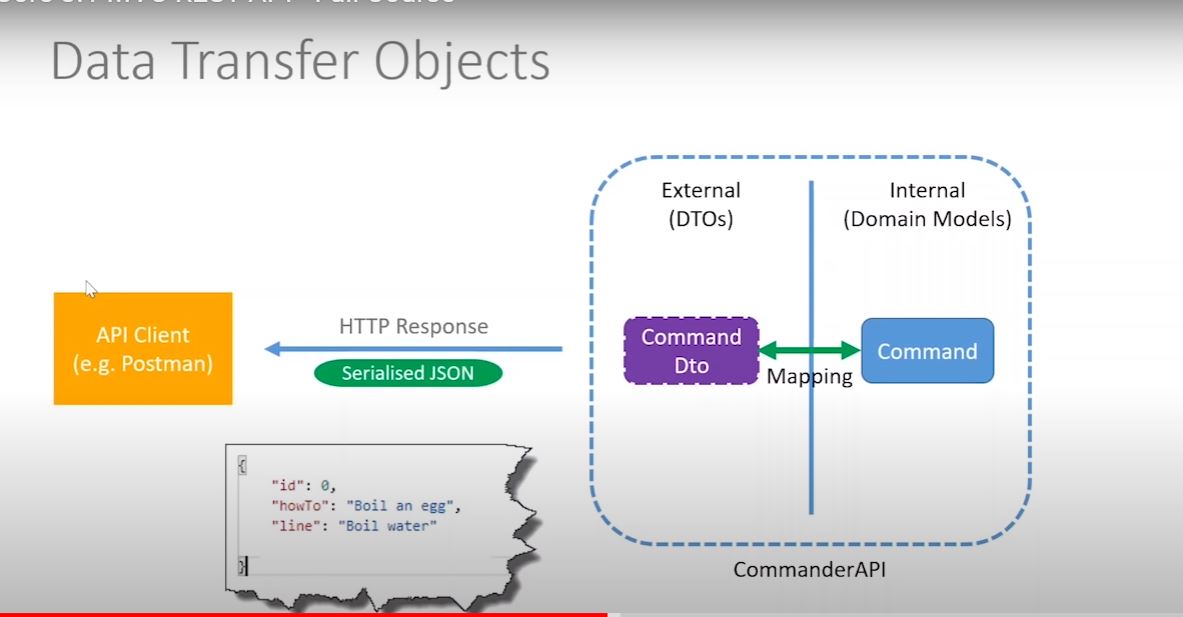 Data Transfer Objects
External
(DTOs)
Internal
(Domain Models)
API Client
(e.g. Postman)
HTTP Response
Serialised JSON
Command
Dto
Mapping
Command
{
"id": 0,
"howTo": "Boil an egg",
"line": "Boil water"
}
CommanderAPI